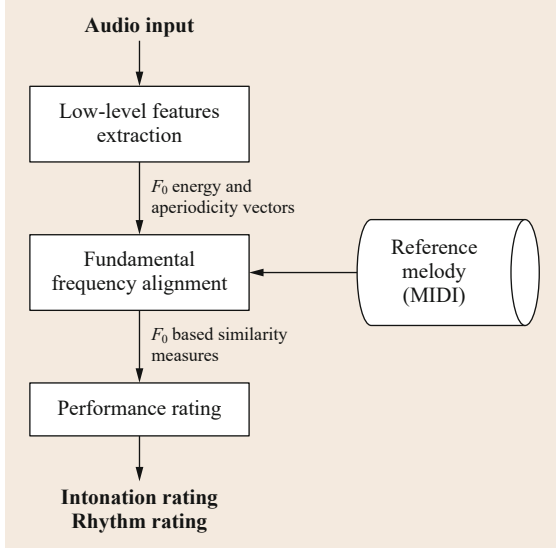 Audio input
Low-level features
extraction
F₀ energy and
aperiodicity vectors
Fundamental
frequency alignment
Reference
melody
(MIDI)
F₀ based similarity
measures
Performance rating
Intonation rating
Rhythm rating